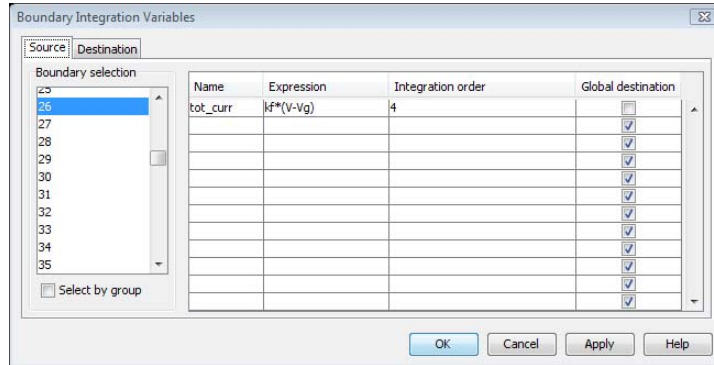 Boundary Integration Variables
Source Destination
Boundary selection
25
26
27
28
29
30
31
32
33
34
35
Select by group
Name Expression Integration order Global destination
tot_curr kf*(V-Vg) 4
OK Cancel Apply Help